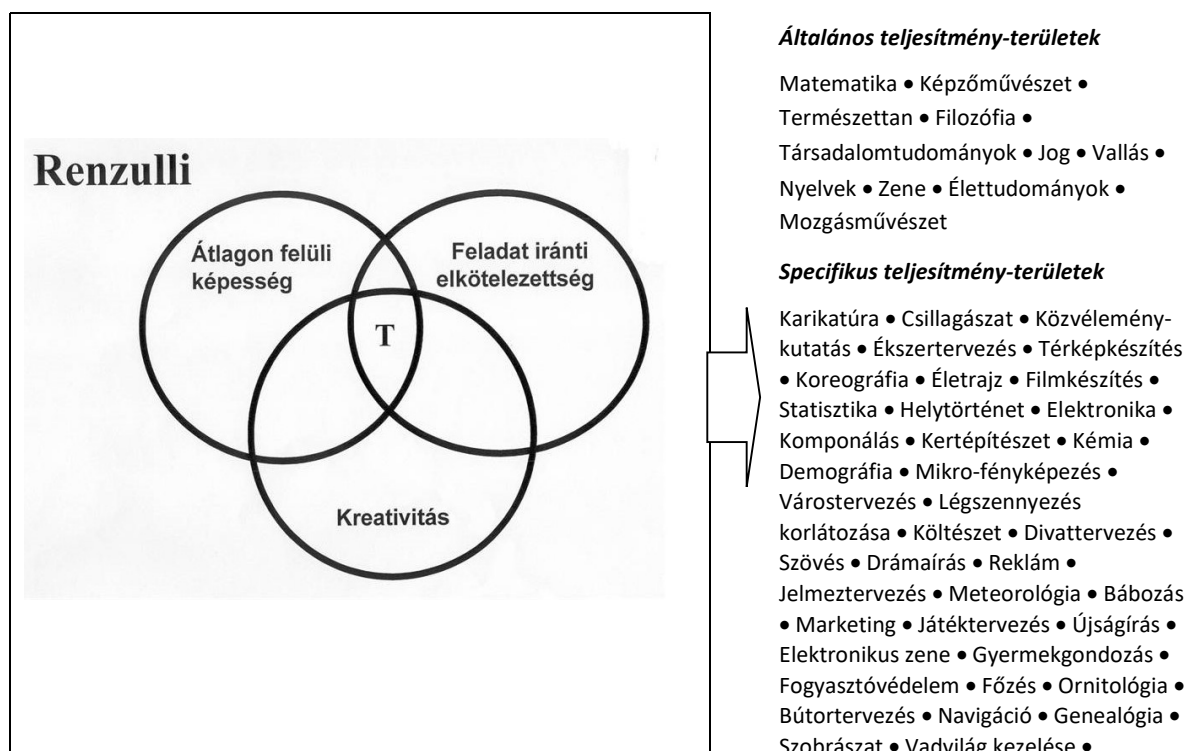 Renzulli
Átlagon felüli
képesség
Feladat iránti
elkötelezettség
T
Kreativitás
Általános teljesítmény-területek
Matematika • Képzőművészet •
Természettan • Filozófia •
Társadalomtudományok • Jog • Vallás •
Nyelvek • Zene • Élettudományok •
Mozgásművészet
Specifikus teljesítmény-területek
Karikatúra • Csillagászat • Közvélemény-
kutatás • Ékszertervezés • Térképkészítés
• Koreográfia • Életrajz • Filmkészítés •
Statisztika • Helytörténet • Elektronika •
Komponálás • Kertépítészet • Kémia •
Demográfia • Mikro-fényképezés •
Várostervezés • Légszennyezés
korlátozása • Költészet • Divattervezés •
Szövés • Drámaírás • Reklám •
Jelmeztervezés • Meteorológia • Bábozás
• Marketing • Játéktervezés • Újságírás •
Elektronikus zene • Gyermekgondozás •
Fogyasztóvédelem • Főzés • Ornitológia •
Bútortervezés • Navigáció • Genealógia •
Szobrászat • Vadvilág kezelése •